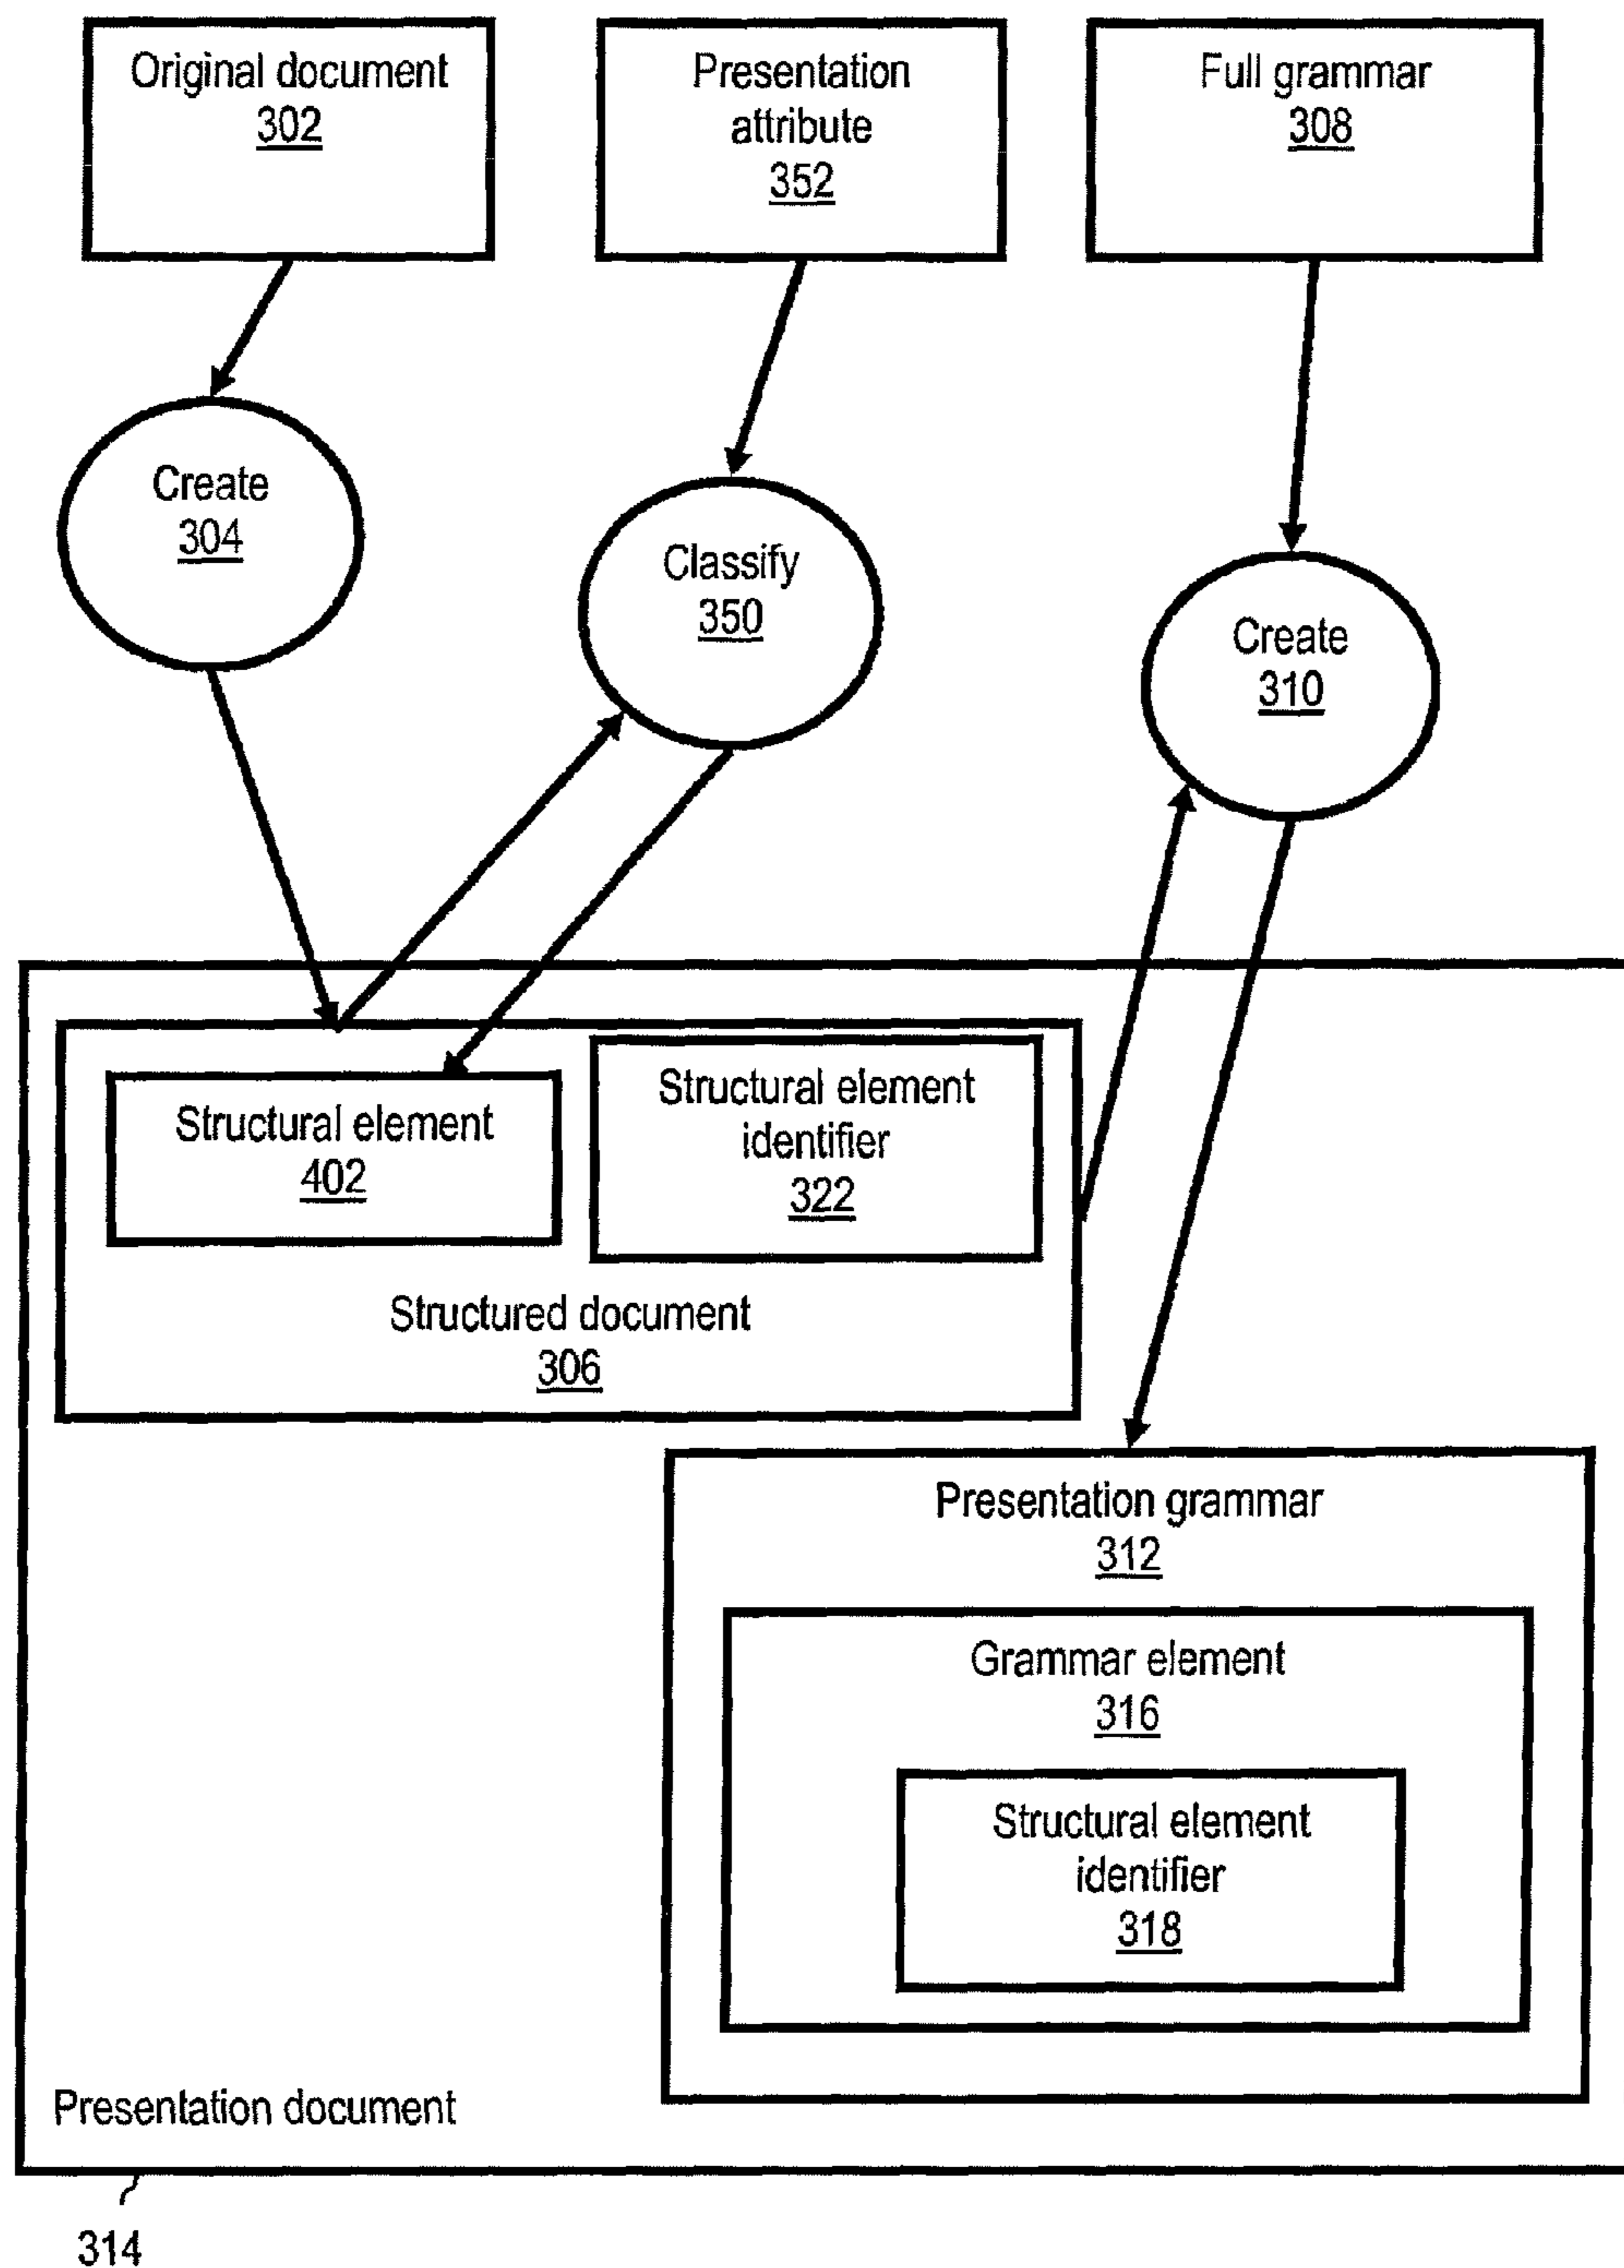 Original document
302
Presentation
attribute
352
Full grammar
308
Create
304
Classify
350
Create
310
Structural element
402
Structural element
identifier
322
Structured document
306
Presentation grammar
312
Grammar element
316
Structural element
identifier
318
Presentation document
314